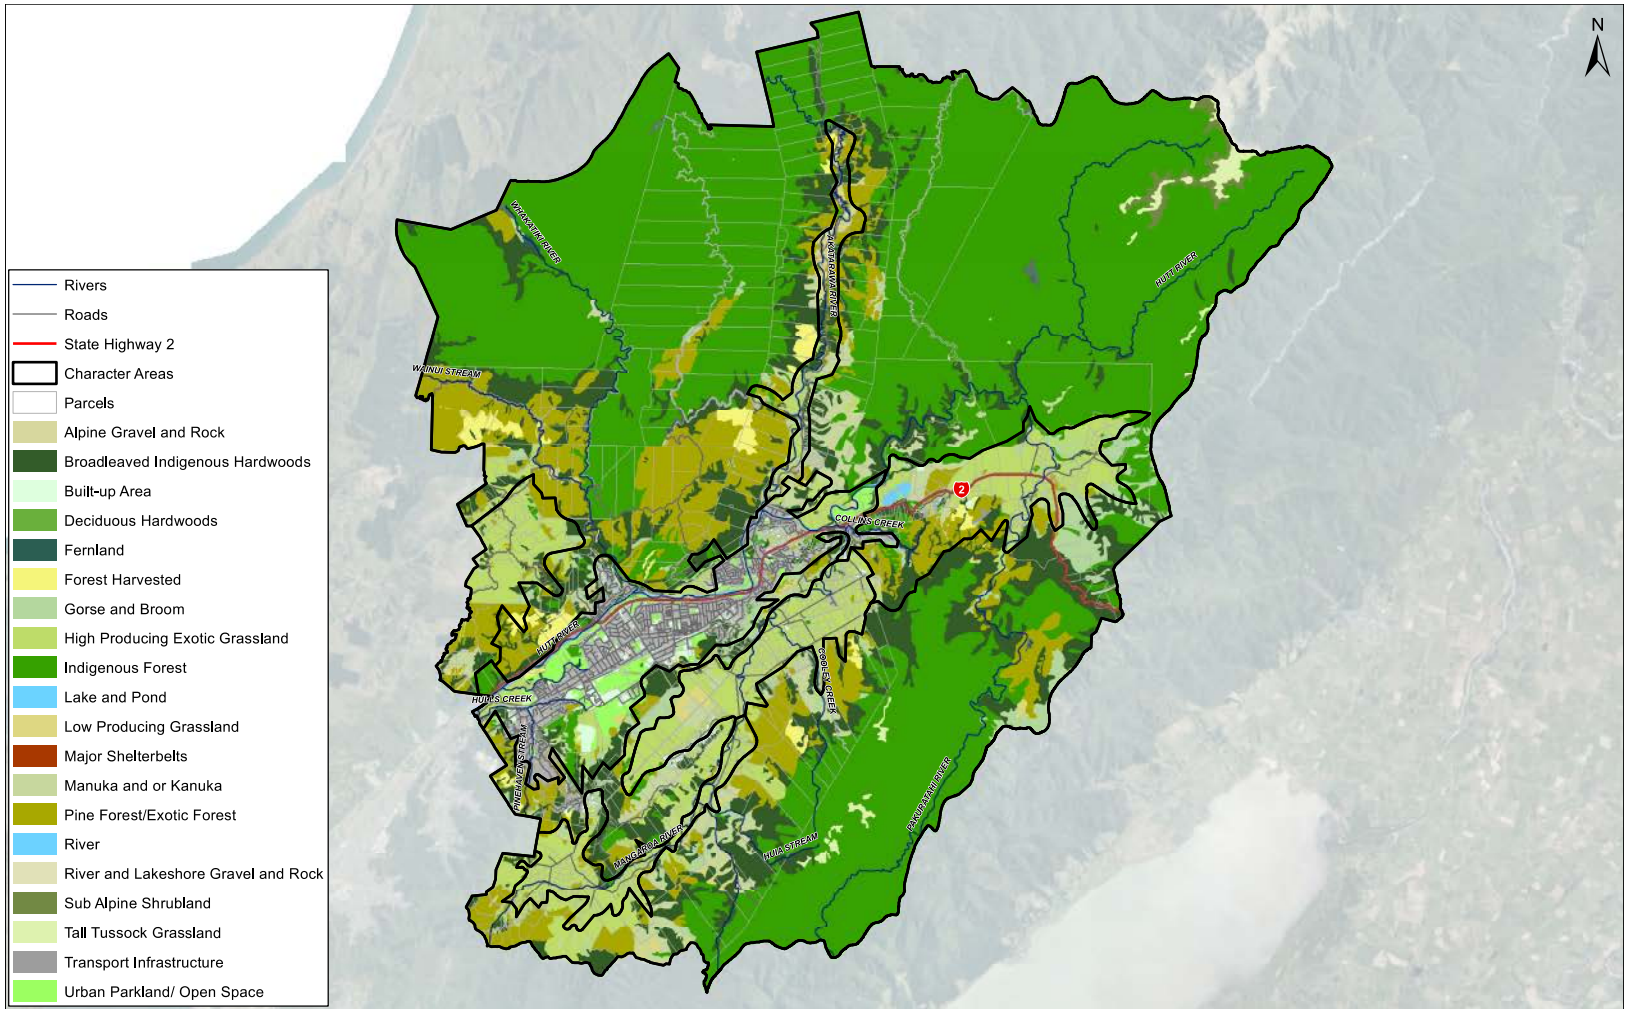 N
WHAKATIKI RIVER
AKATARAWA RIVER
HUTT RIVER
WAINUI STREAM
2
COLLINS CREEK
HUTT RIVER
COOLEY CREEK
HULLS CREEK
PINEHAVEN STREAM
PAKURATAHI RIVER
MANGAROA RIVER
HUIA STREAM
Rivers
Roads
State Highway 2
Character Areas
Parcels
Alpine Gravel and Rock
Broadleaved Indigenous Hardwoods
Built-up Area
Deciduous Hardwoods
Fernland
Forest Harvested
Gorse and Broom
High Producing Exotic Grassland
Indigenous Forest
Lake and Pond
Low Producing Grassland
Major Shelterbelts
Manuka and or Kanuka
Pine Forest/Exotic Forest
River
River and Lakeshore Gravel and Rock
Sub Alpine Shrubland
Tall Tussock Grassland
Transport Infrastructure
Urban Parkland/ Open Space